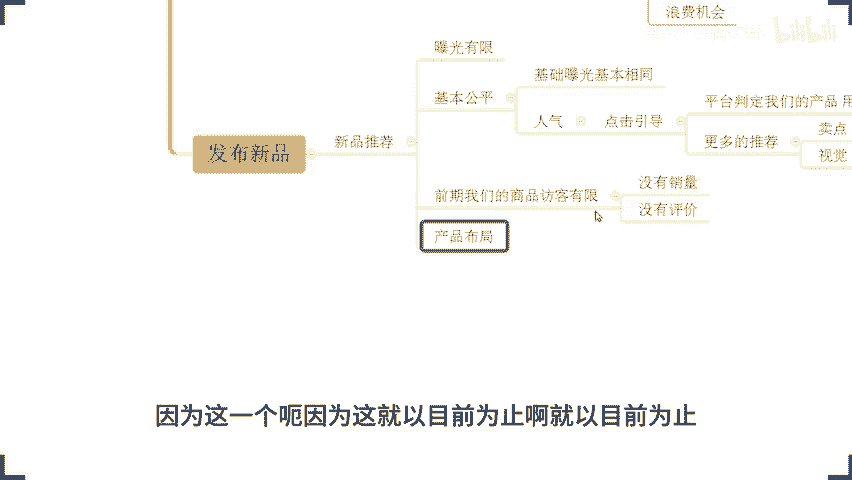 浪费机会
bilibili
曝光有限
基础曝光基本相同
基本公平
平台判定我们的产品 用
人气
点击引导
卖点
更多的推荐
视觉
发布新品
新品推荐
没有销量
前期我们的商品访客有限
没有评价
产品布局
因为这一个呃因为这就以目前为止啊就以目前为止